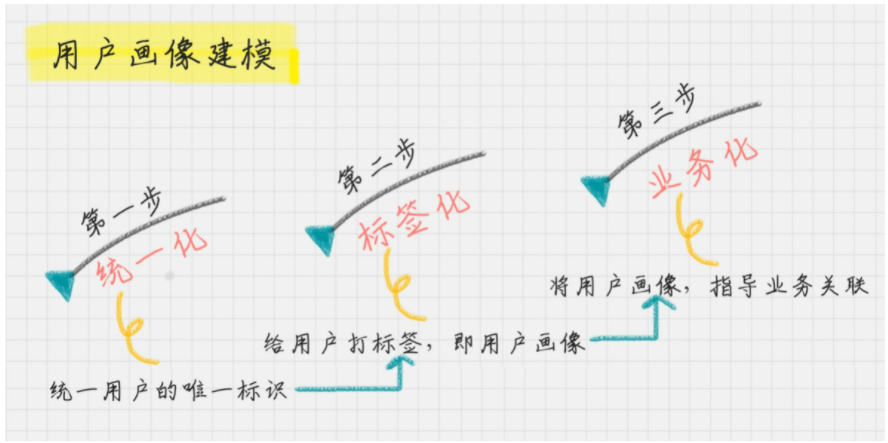 用户画像建模
第一步
统一化
统一用户的唯一标识
第二步
标签化
给用户打标签，即用户画像
第三步
业务化
将用户画像，指导业务关联